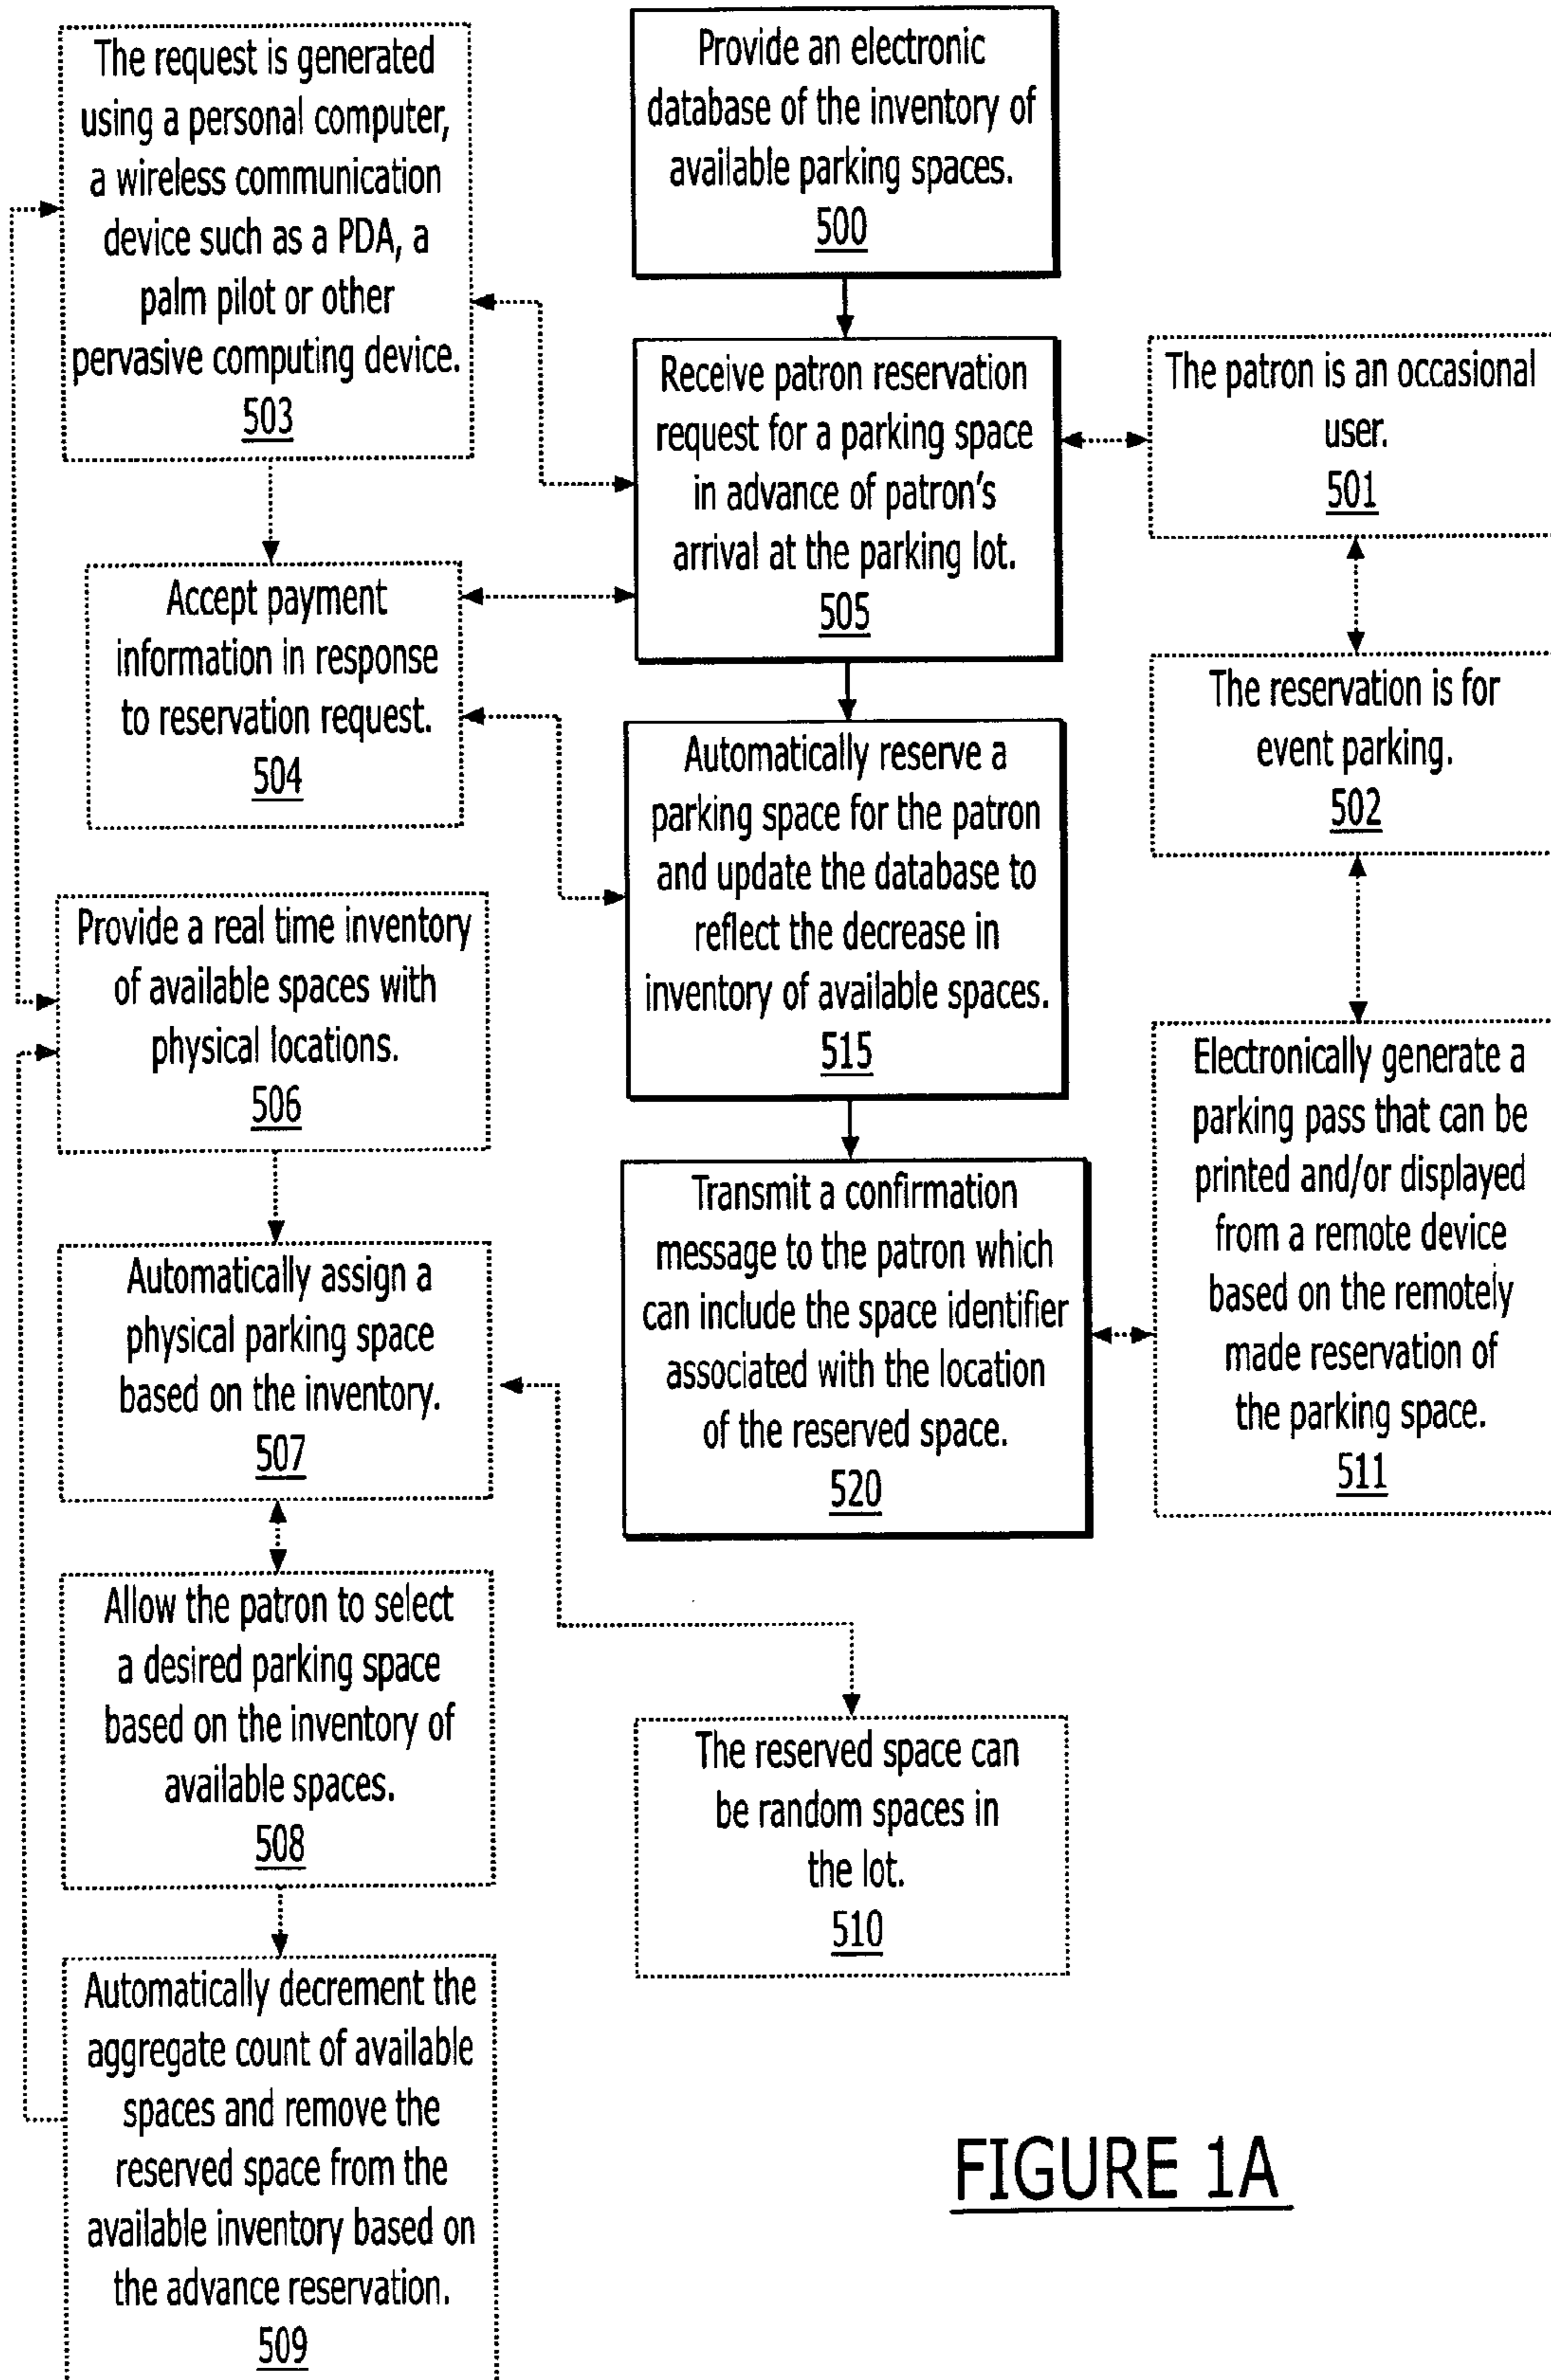 The request is generated
using a personal computer,
a wireless communication
device such as a PDA, a
palm pilot or other
pervasive computing device.
503
Accept payment
information in response
to reservation request.
504
Provide a real time inventory
of available spaces with
physical locations.
506
Automatically assign a
physical parking space
based on the inventory.
507
Allow the patron to select
a desired parking space
based on the inventory of
available spaces.
508
Automatically decrement the
aggregate count of available
spaces and remove the
reserved space from the
available inventory based on
the advance reservation.
509
Provide an electronic
database of the inventory of
available parking spaces.
500
Receive patron reservation
request for a parking space
in advance of patron's
arrival at the parking lot.
505
Automatically reserve a
parking space for the patron
and update the database to
reflect the decrease in
inventory of available spaces.
515
Transmit a confirmation
message to the patron which
can include the space identifier
associated with the location
of the reserved space.
520
The reserved space can
be random spaces in
the lot.
510
The patron is an occasional
user.
501
The reservation is for
event parking.
502
Electronically generate a
parking pass that can be
printed and/or displayed
from a remote device
based on the remotely
made reservation of
the parking space.
511
FIGURE 1A